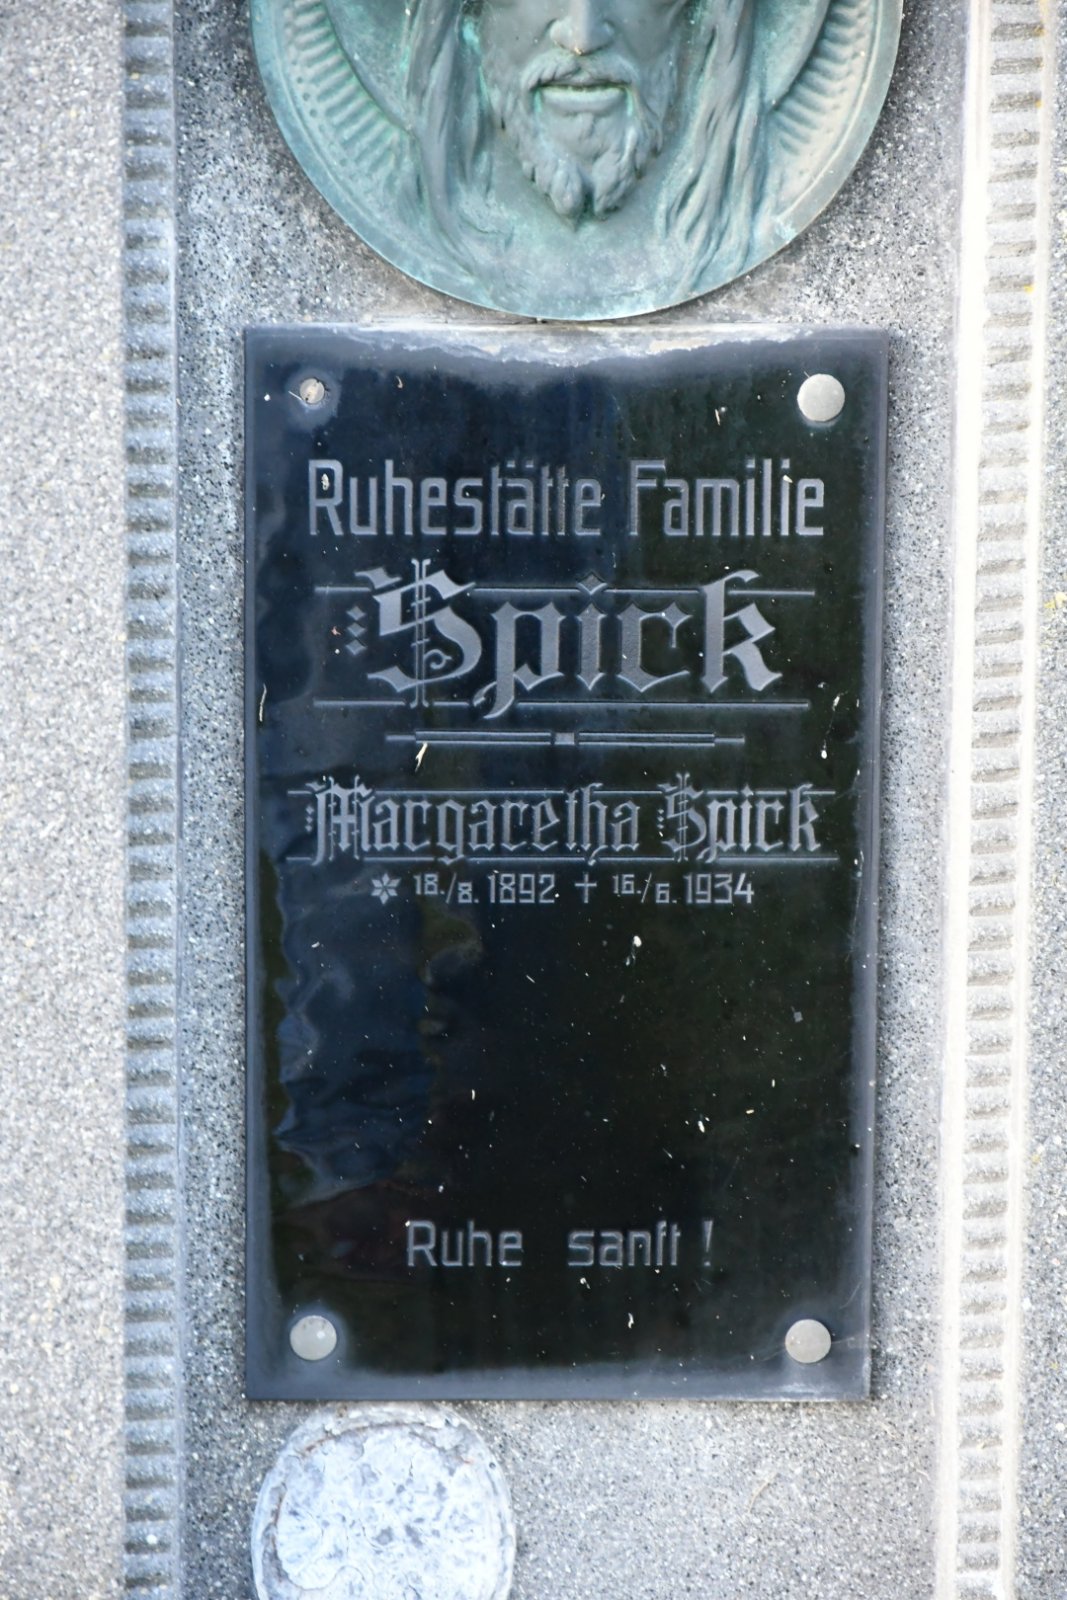 Ruhestätte Familie
Spick
Margaretha Spick
* 18./8. 1892 † 16./6. 1934
Ruhe sanft!